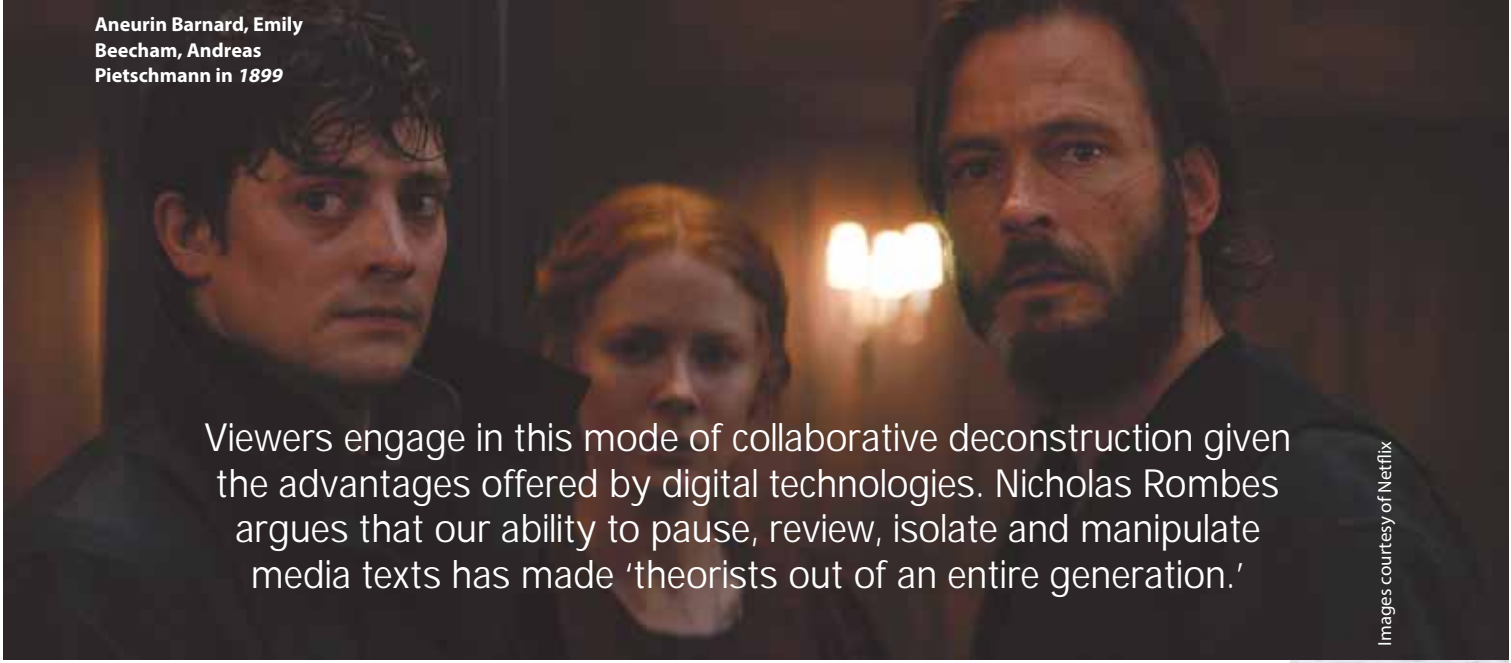 Aneurin Barnard, Emily
Beecham, Andreas
Pietschmann in 1899
Viewers engage in this mode of collaborative deconstruction given
the advantages offered by digital technologies. Nicholas Rombes
argues that our ability to pause, review, isolate and manipulate
media texts has made ‘theorists out of an entire generation.’
Images courtesy of Netflix